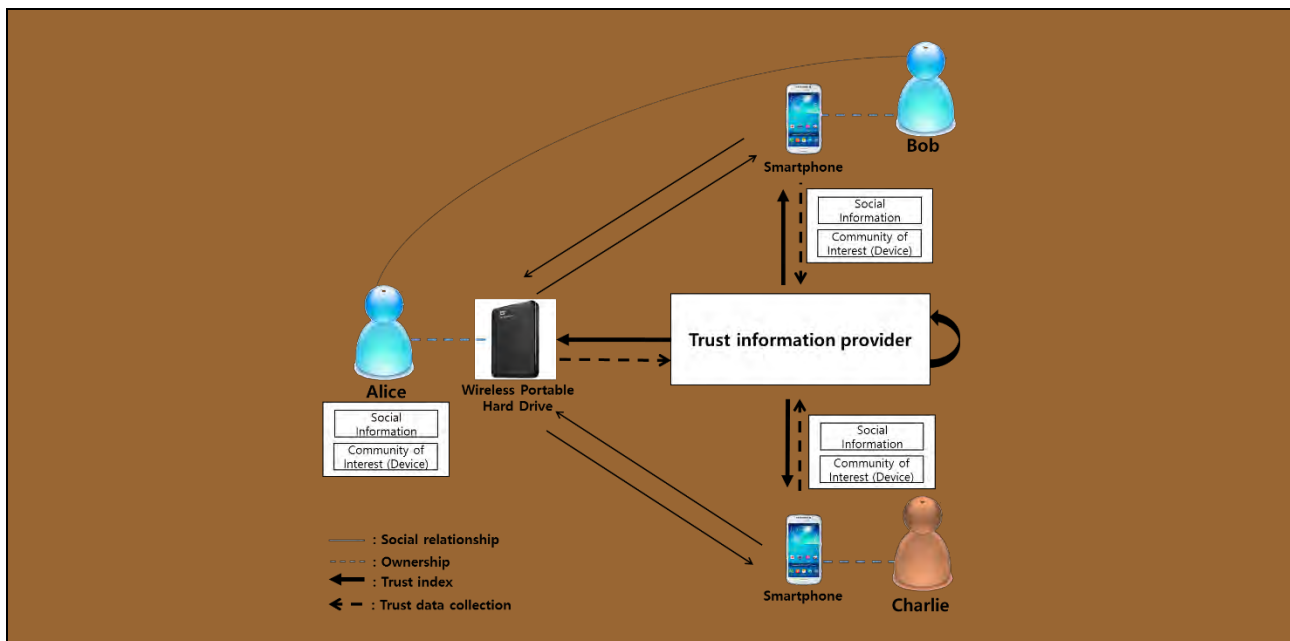 Bob
Smartphone
Social
Information
Community of
Interest (Device)
Trust information provider
Alice
Wireless Portable
Hard Drive
Social
Information
Community of
Interest (Device)
Social
Information
Community of
Interest (Device)
: Social relationship
: Ownership
: Trust index
: Trust data collection
Smartphone
Charlie